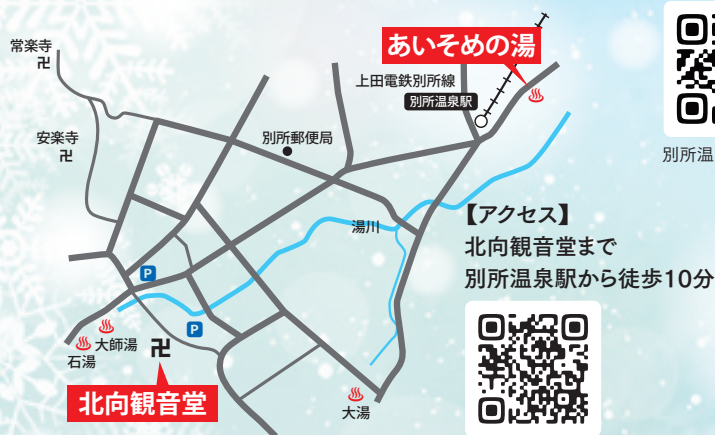 常楽寺
卍
安楽寺
卍
別所郵便局
あいそめの湯
上田電鉄別所線
別所温泉駅
湯川
P
P
大師湯
石湯
卍
北向観音堂
大湯
別所温
【アクセス】
北向観音堂まで
別所温泉駅から徒歩10分